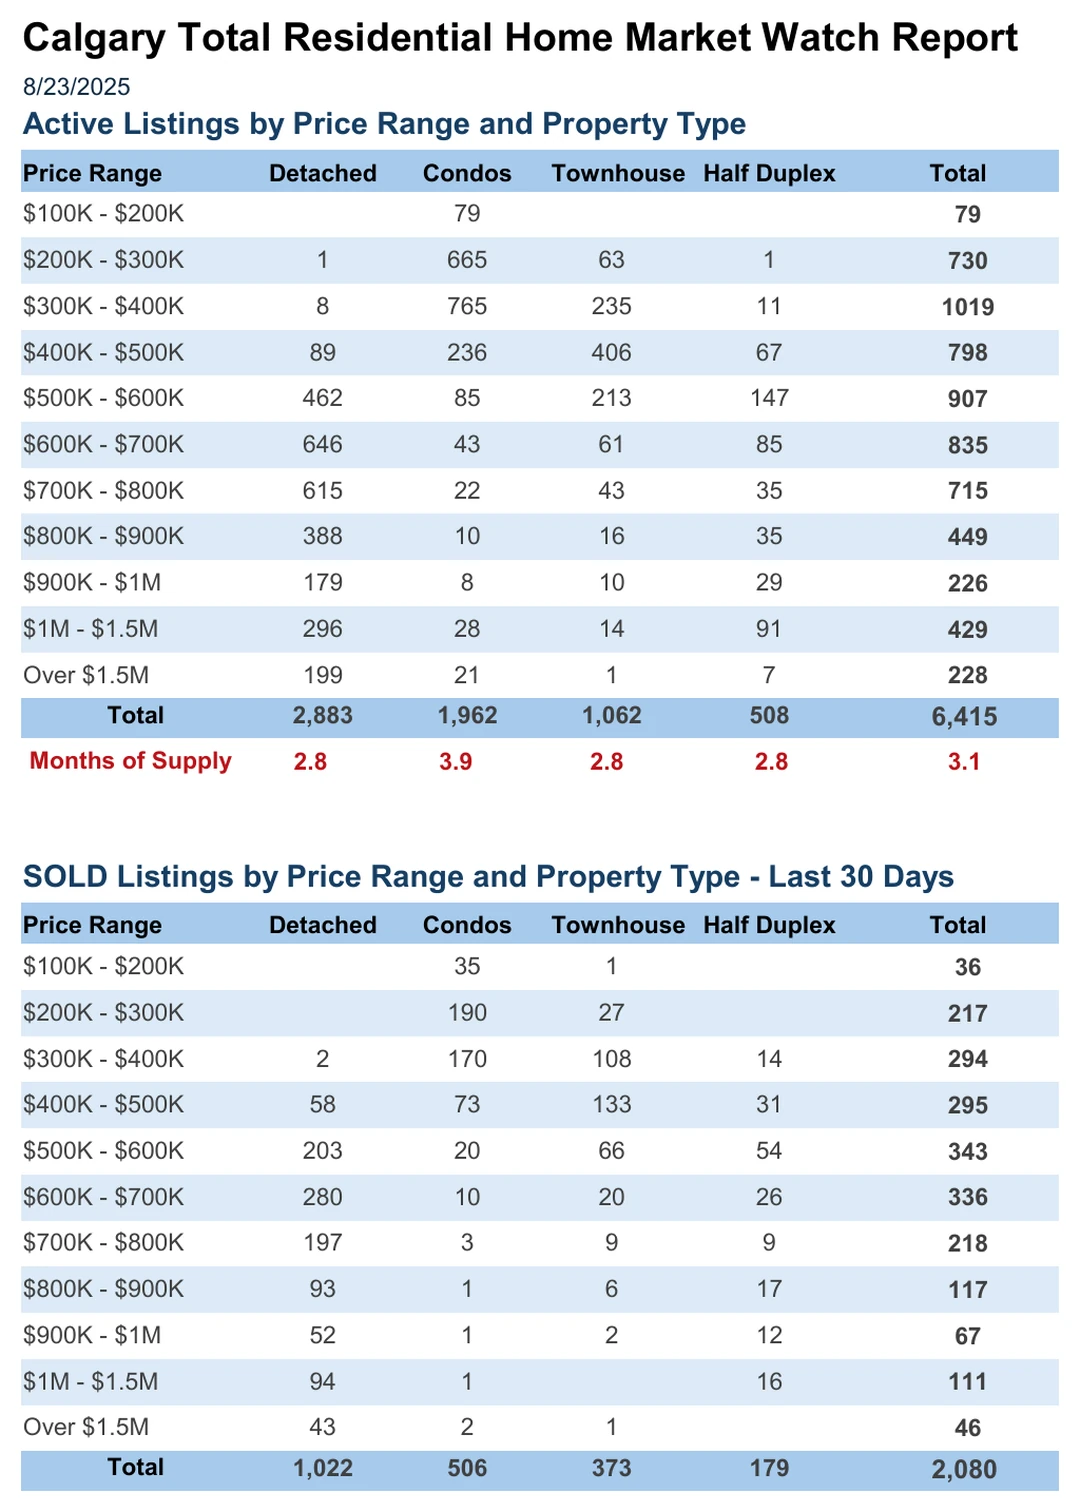 Calgary Total Residential Home Market Watch Report
8/23/2025
Active Listings by Price Range and Property Type
Price Range Detached Condos Townhouse Half Duplex Total
$100K - $200K 79 79
$200K - $300K 1 665 63 1 730
$300K - $400K 8 765 235 11 1019
$400K - $500K 89 236 406 67 798
$500K - $600K 462 85 213 147 907
$600K - $700K 646 43 61 85 835
$700K - $800K 615 22 43 35 715
$800K - $900K 388 10 16 35 449
$900K - $1M 179 8 10 29 226
$1M - $1.5M 296 28 14 91 429
Over $1.5M 199 21 1 7 228
Total 2,883 1,962 1,062 508 6,415
Months of Supply 2.8 3.9 2.8 2.8 3.1
SOLD Listings by Price Range and Property Type - Last 30 Days
Price Range Detached Condos Townhouse Half Duplex Total
$100K - $200K 35 1 36
$200K - $300K 190 27 217
$300K - $400K 2 170 108 14 294
$400K - $500K 58 73 133 31 295
$500K - $600K 203 20 66 54 343
$600K - $700K 280 10 20 26 336
$700K - $800K 197 3 9 9 218
$800K - $900K 93 1 6 17 117
$900K - $1M 52 1 2 12 67
$1M - $1.5M 94 1 16 111
Over $1.5M 43 2 1 46
Total 1,022 506 373 179 2,080